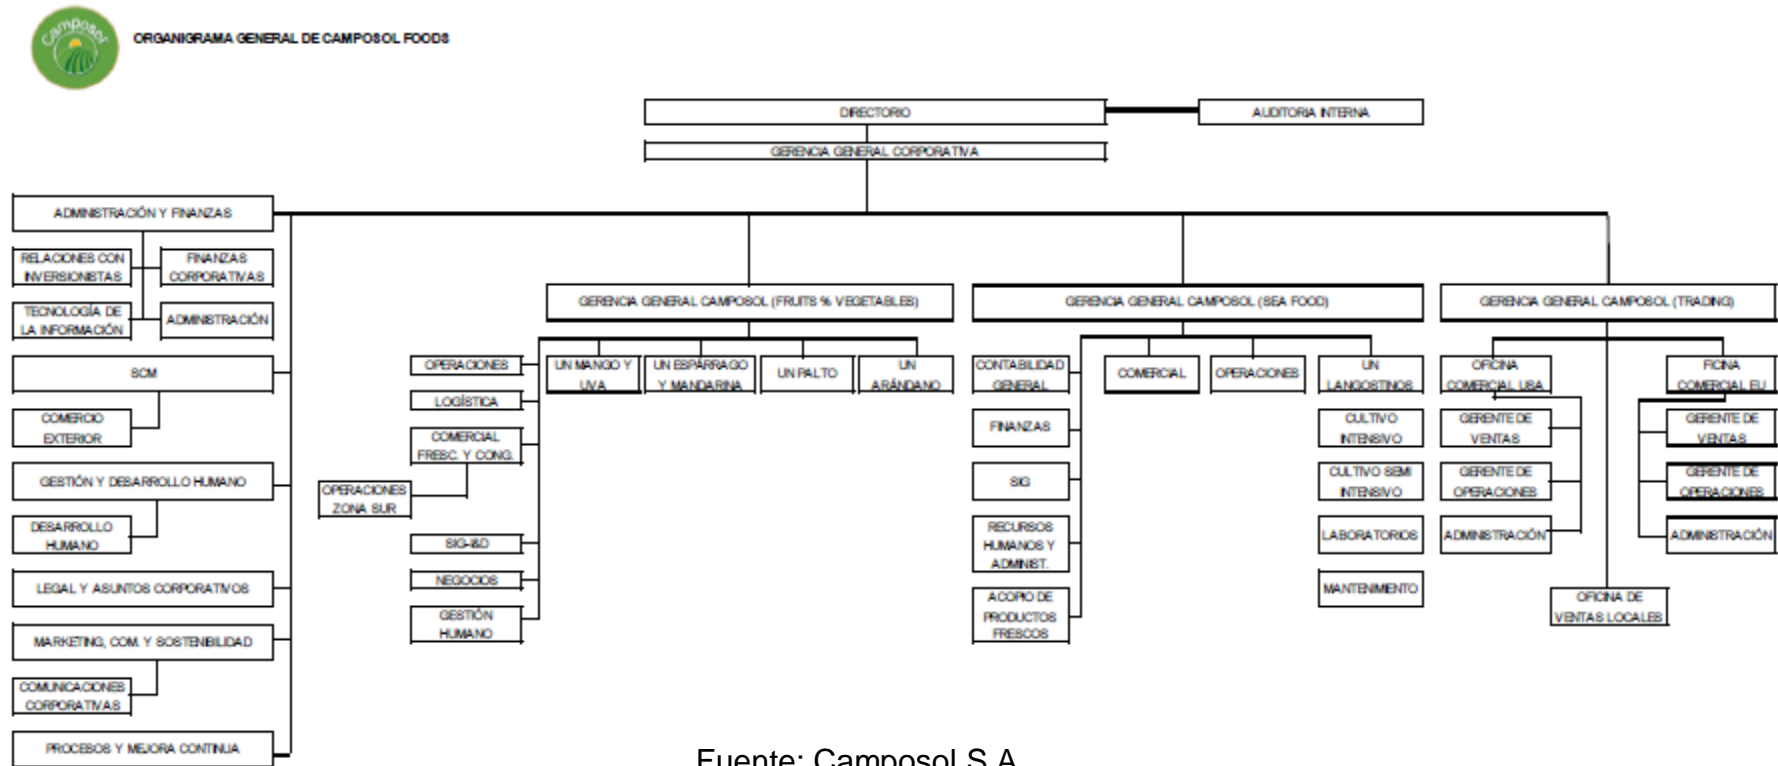 Camposol
ORGANIGRAMA GENERAL DE CAMPOSOL FOODS
DIRECTORIO
AUDITORIA INTERNA
GERENCIA GENERAL CORPORATIVA
ADMINISTRACIÓN Y FINANZAS
RELACIONES CON
INVERSIONISTAS
FINANZAS
CORPORATIVAS
TECNOLOGÍA DE
LA INFORMACIÓN
ADMINISTRACIÓN
SCM
COMERCIO
EXTERIOR
GESTIÓN Y DESARROLLO HUMANO
DESARROLLO
HUMANO
LEGAL Y ASUNTOS CORPORATIVOS
MARKETING, COM. Y SOSTENIBILIDAD
COMUNICACIONES
CORPORATIVAS
PROCESOS Y MEJORA CONTINUA
GERENCIA GENERAL CAMPOSOL (FRUITS % VEGETABLES)
OPERACIONES
LOGÍSTICA
COMERCIAL
FRESC. Y CONG.
OPERACIONES
ZONA SUR
SIG-I&D
NEGOCIOS
GESTIÓN
HUMANO
UN MANGO Y
UVA
UN ESPÁRRAGO
Y MANDARINA
UN PALTO
UN
ARÁNDANO
GERENCIA GENERAL CAMPOSOL (SEA FOOD)
CONTABILIDAD
GENERAL
FINANZAS
SIG
RECURSOS
HUMANOS Y
ADMINIST.
ACOPIO DE
PRODUCTOS
FRESCOS
COMERCIAL
OPERACIONES
UN
LANGOSTINOS
CULTIVO
INTENSIVO
CULTIVO SEMI
INTENSIVO
LABORATORIOS
MANTENIMIENTO
GERENCIA GENERAL CAMPOSOL (TRADING)
OFICINA
COMERCIAL USA
GERENTE DE
VENTAS
GERENTE DE
OPERACIONES
ADMINISTRACIÓN
FICINA
COMERCIAL EU
GERENTE DE
VENTAS
GERENTE DE
OPERACIONES
ADMINISTRACIÓN
OFICINA DE
VENTAS LOCALES
Fuente: Camposol S.A.